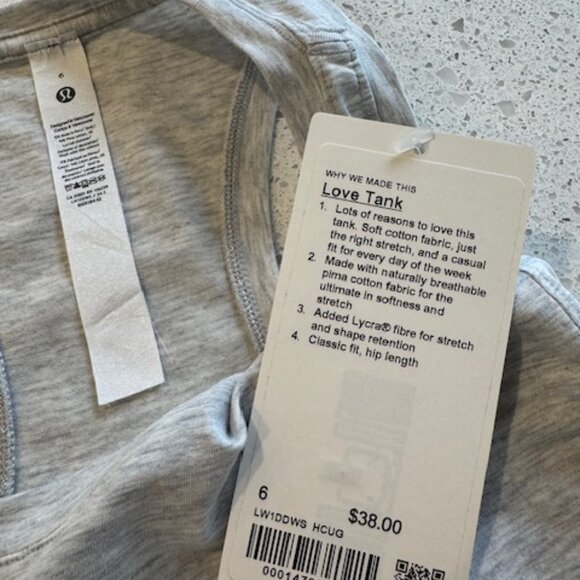 6
Designed in Vancouver
WHY WE MADE THIS
Love Tank
1. Lots of reasons to love this
tank. Soft cotton fabric, just
the right stretch, and a casual
fit for every day of the week
2. Made with naturally breathable
pima cotton fabric for the
ultimate in softness and
stretch
3. Added Lycra® fibre for stretch
and shape retention
4. Classic fit, hip length
6
$38.00
LW1DDWS HCUG